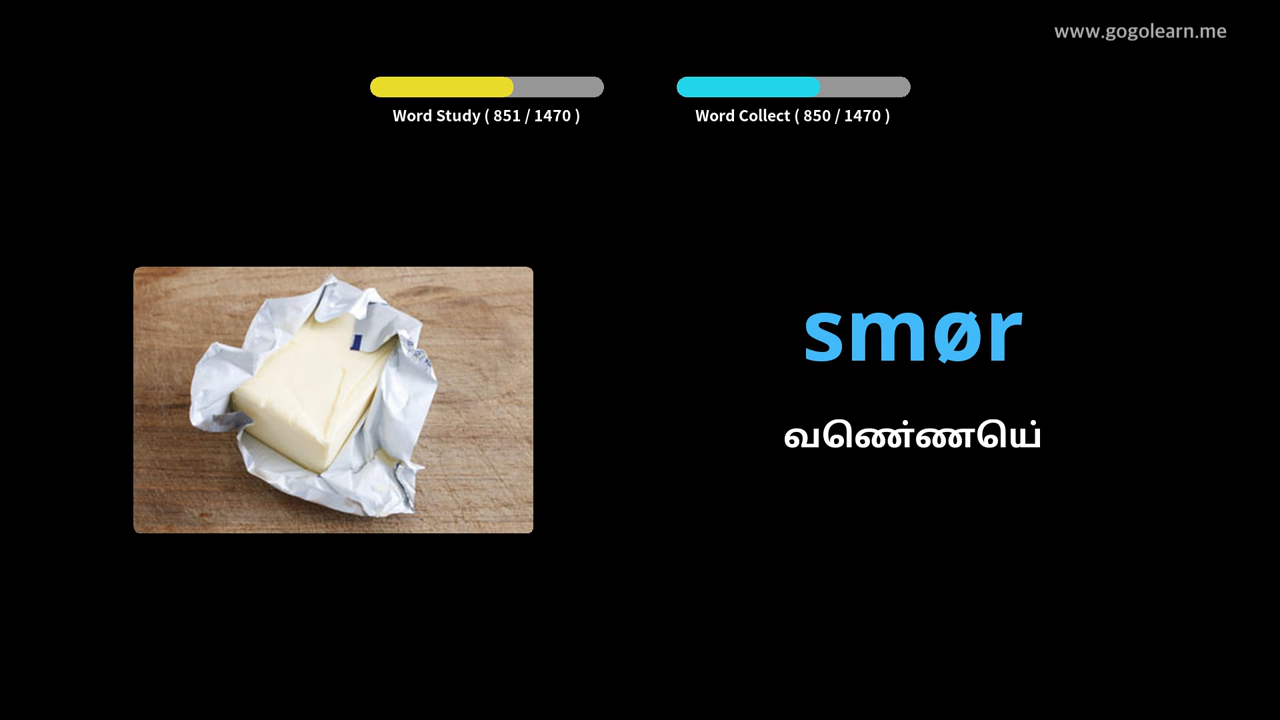 www.gogolearn.me
Word Study ( 851 / 1470 )
Word Collect ( 850 / 1470 )
smør
வெண்ணெய்